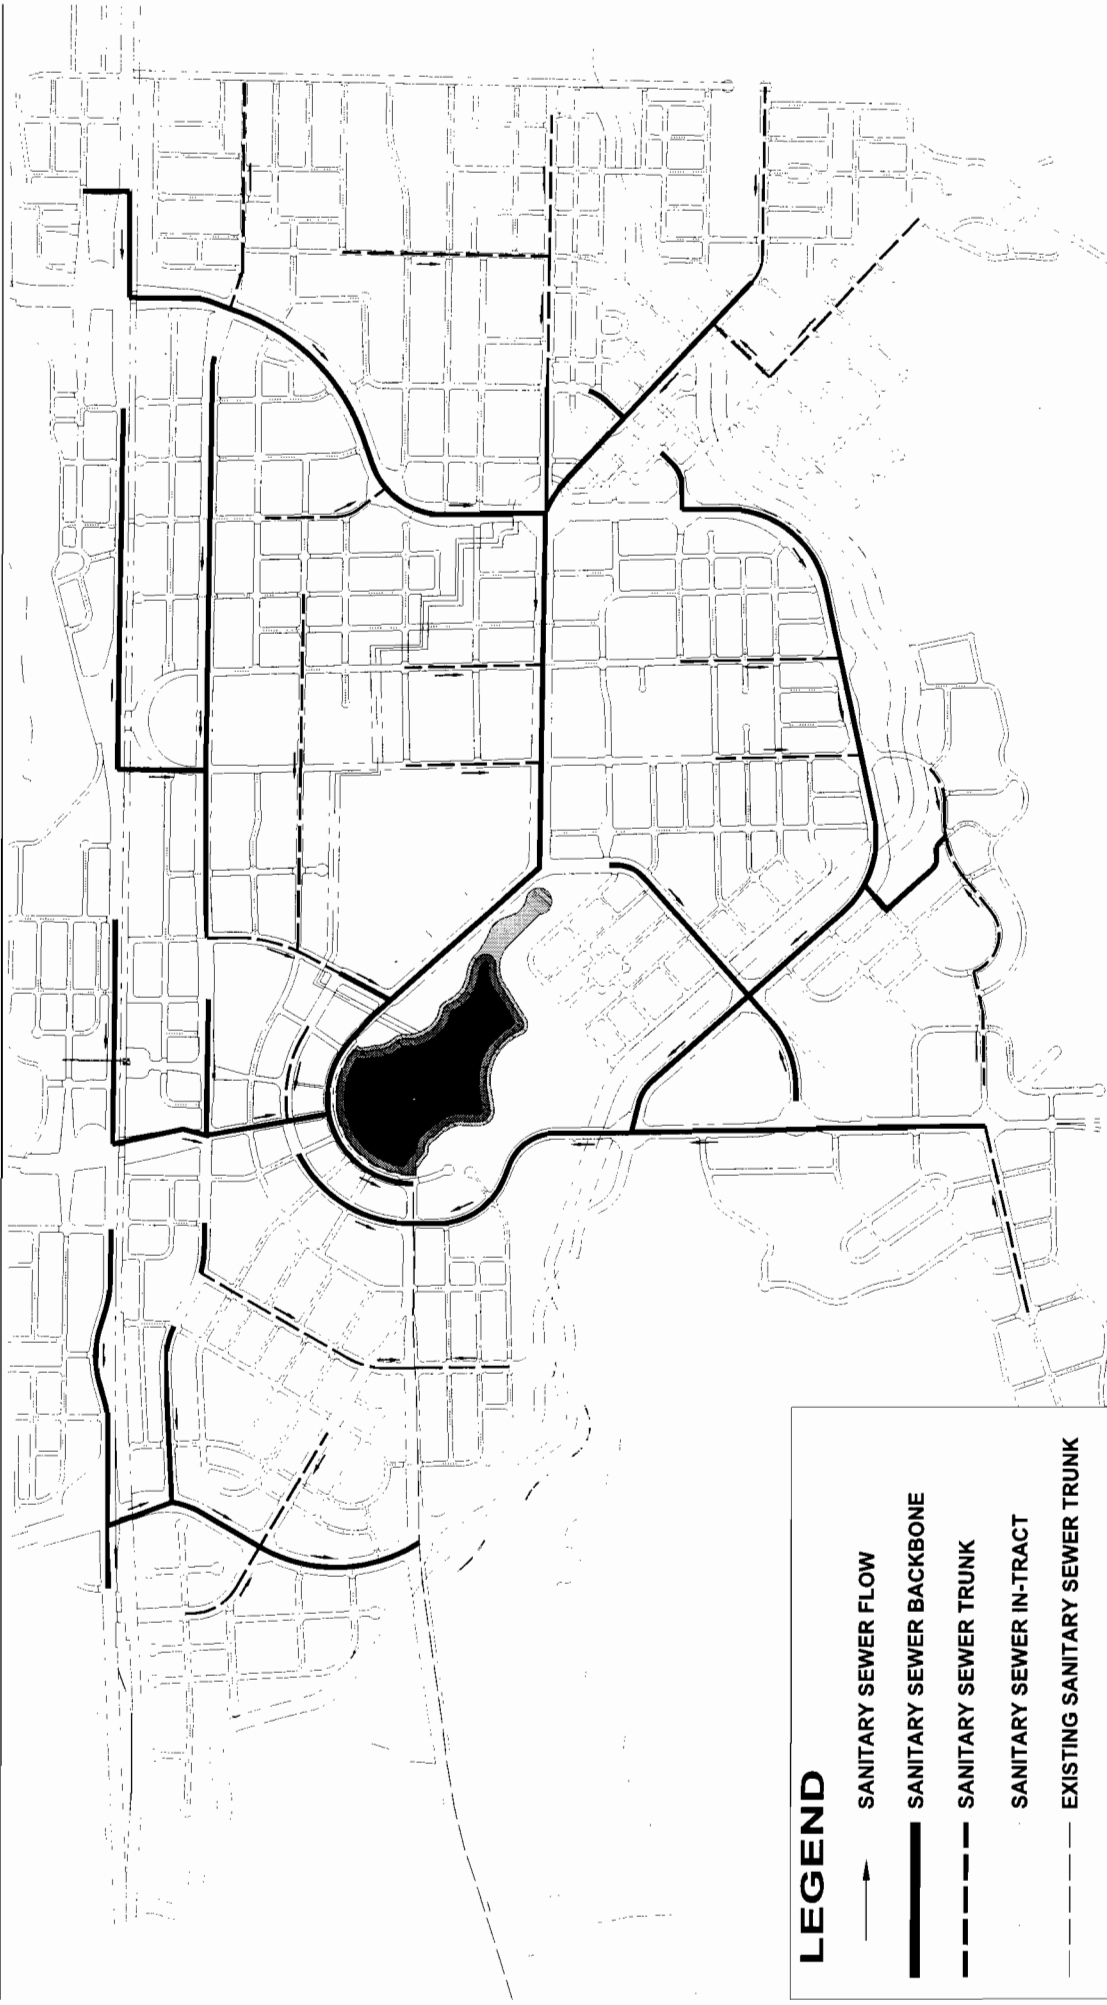 LEGEND
SANITARY SEWER FLOW
SANITARY SEWER BACKBONE
SANITARY SEWER TRUNK
SANITARY SEWER IN-TRACT
EXISTING SANITARY SEWER TRUNK